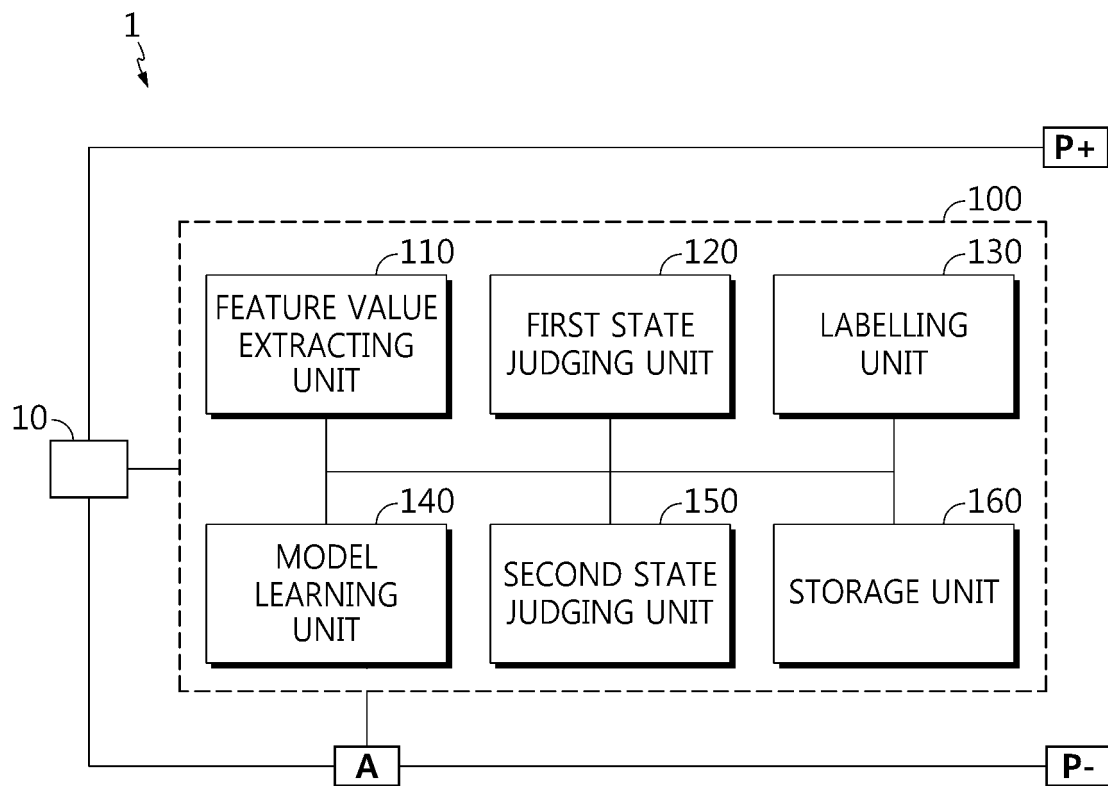 1
P+
100
110
120
130
FEATURE VALUE
EXTRACTING
UNIT
FIRST STATE
JUDGING UNIT
LABELLING
UNIT
10
140
150
160
MODEL
LEARNING
UNIT
SECOND STATE
JUDGING UNIT
STORAGE UNIT
A
P-